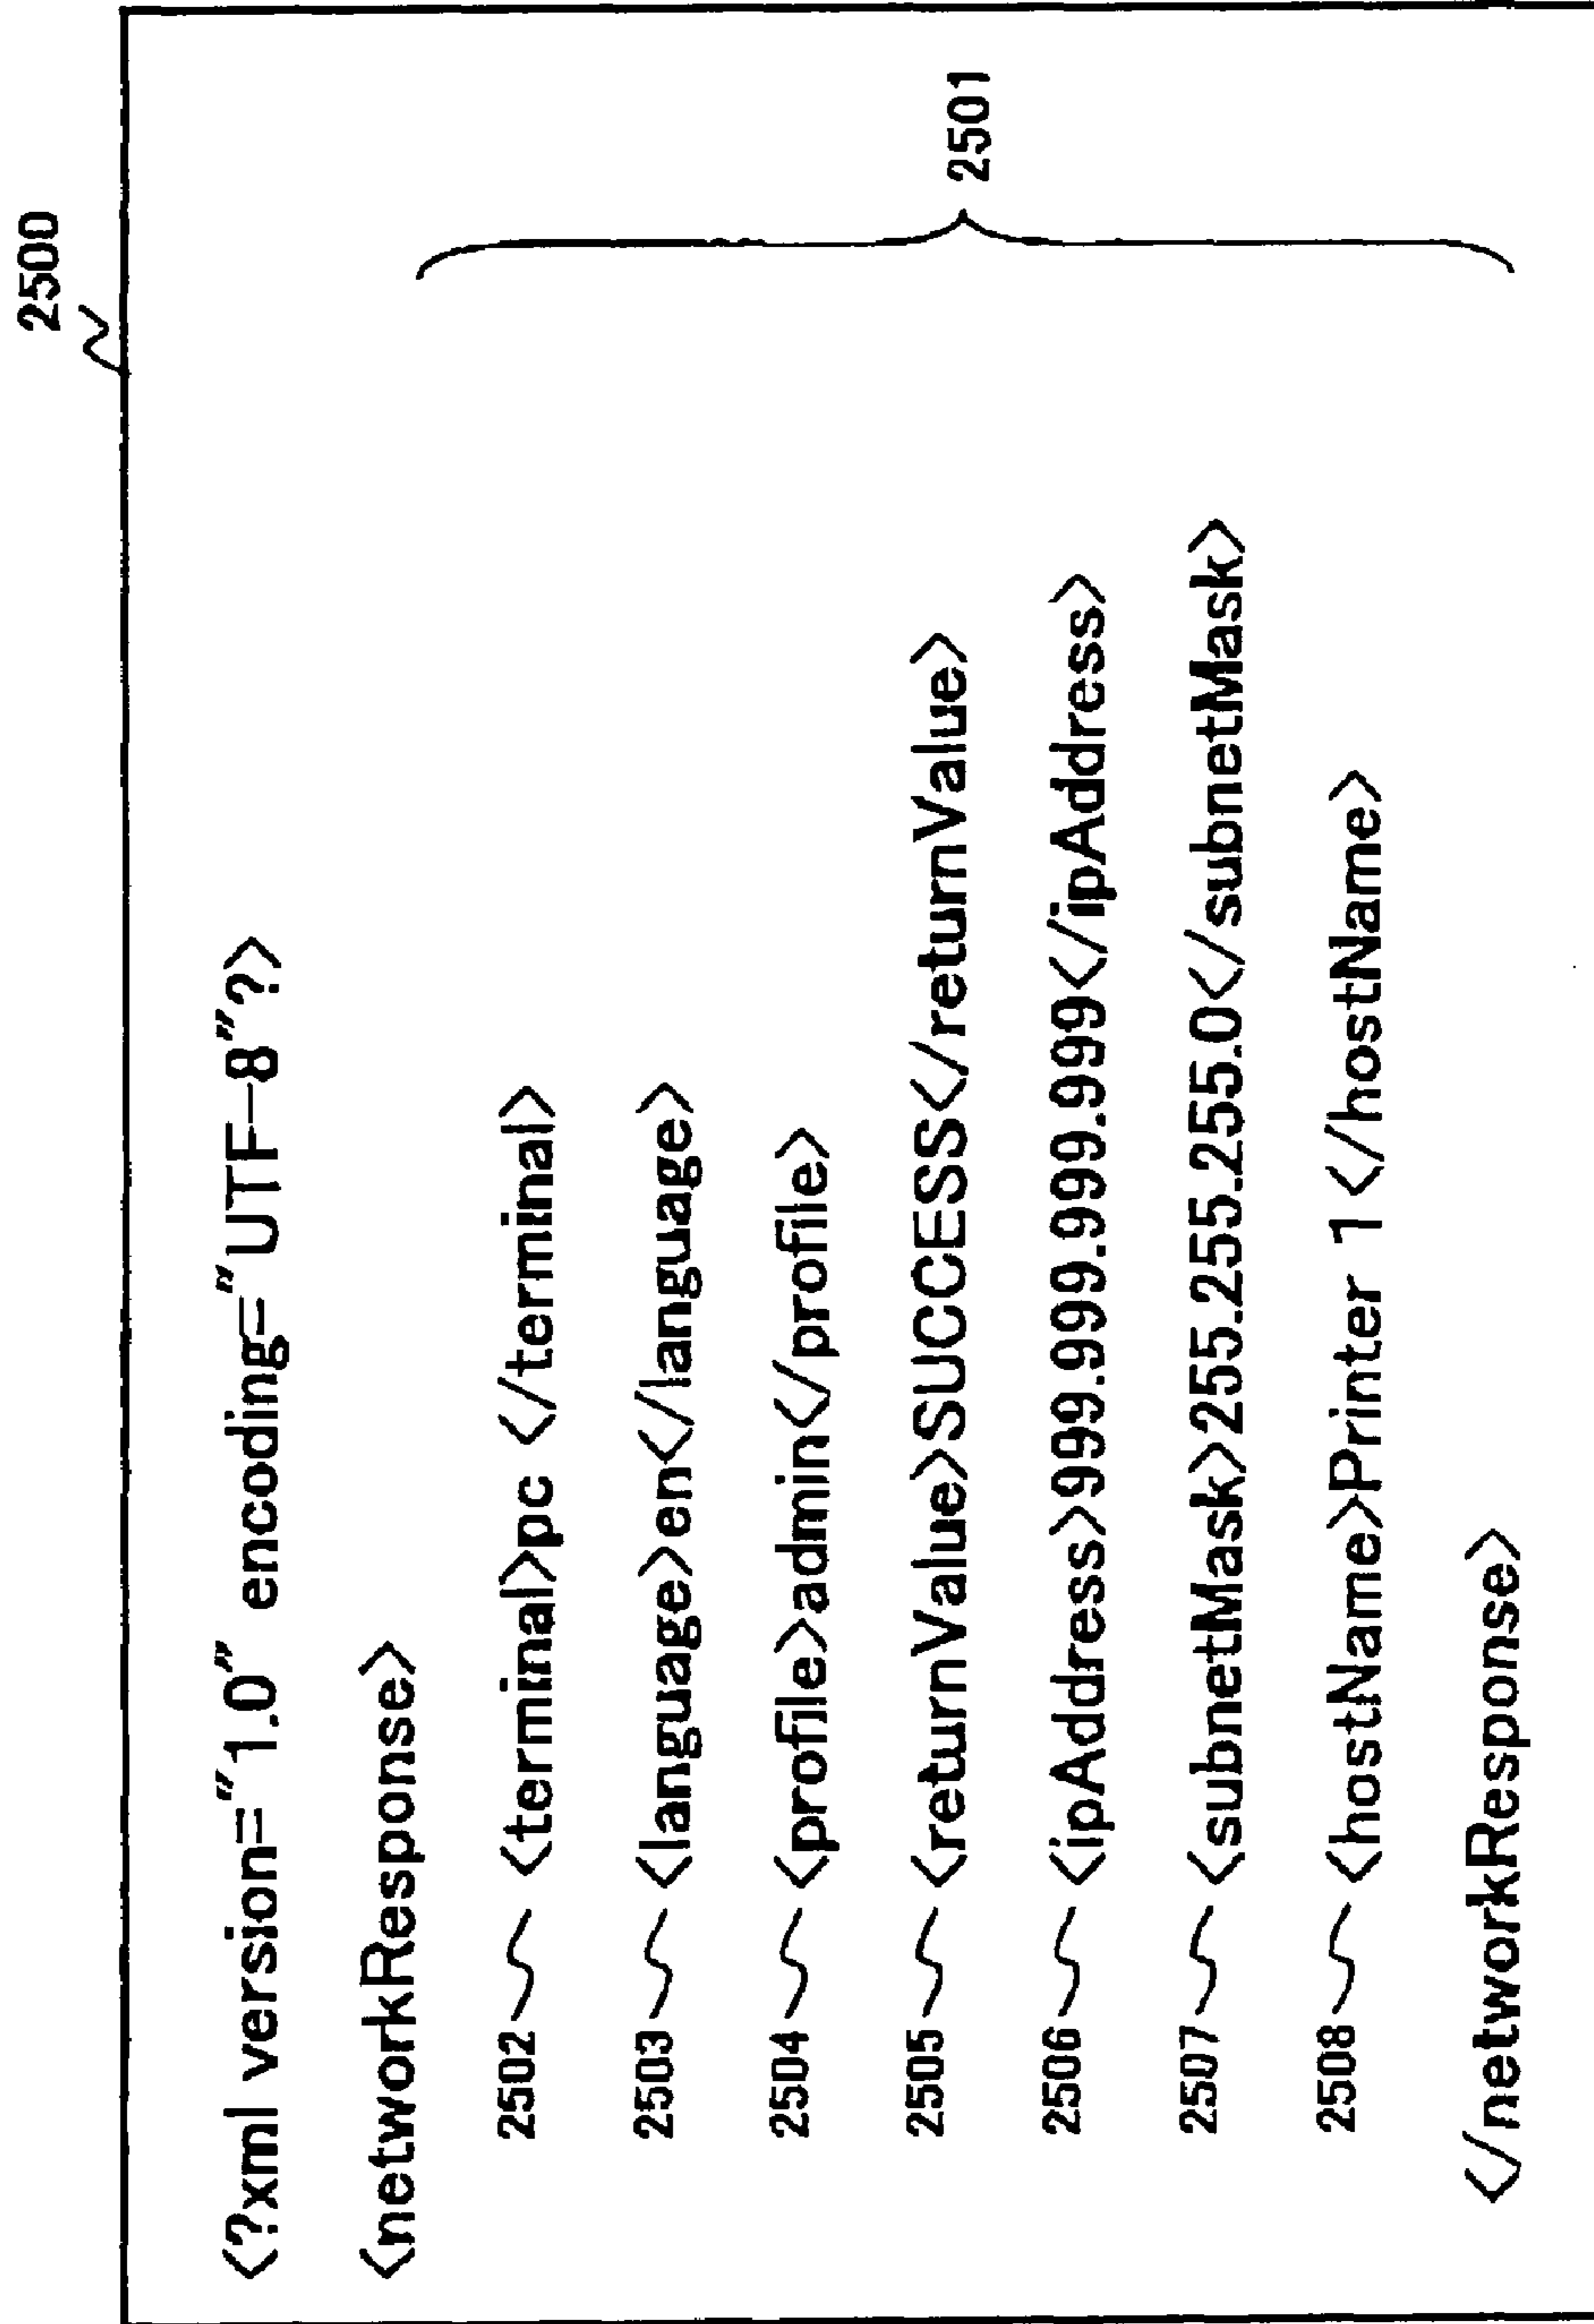 2500
<?xml version="1.0" encoding="UTF-8"?>
<networkResponse>
2502 <terminal>pc </terminal>
2503 <language>en</language>
2504 <profile>admin</profile>
2505 <returnValue>SUCCESS</returnValue>
2501
2506 <ipAddress>999.999.999.999</ipAddress>
2507 <subnetMask>255.255.255.0</subnetMask>
2508 <hostName>Printer 1</hostName>
</networkResponse>